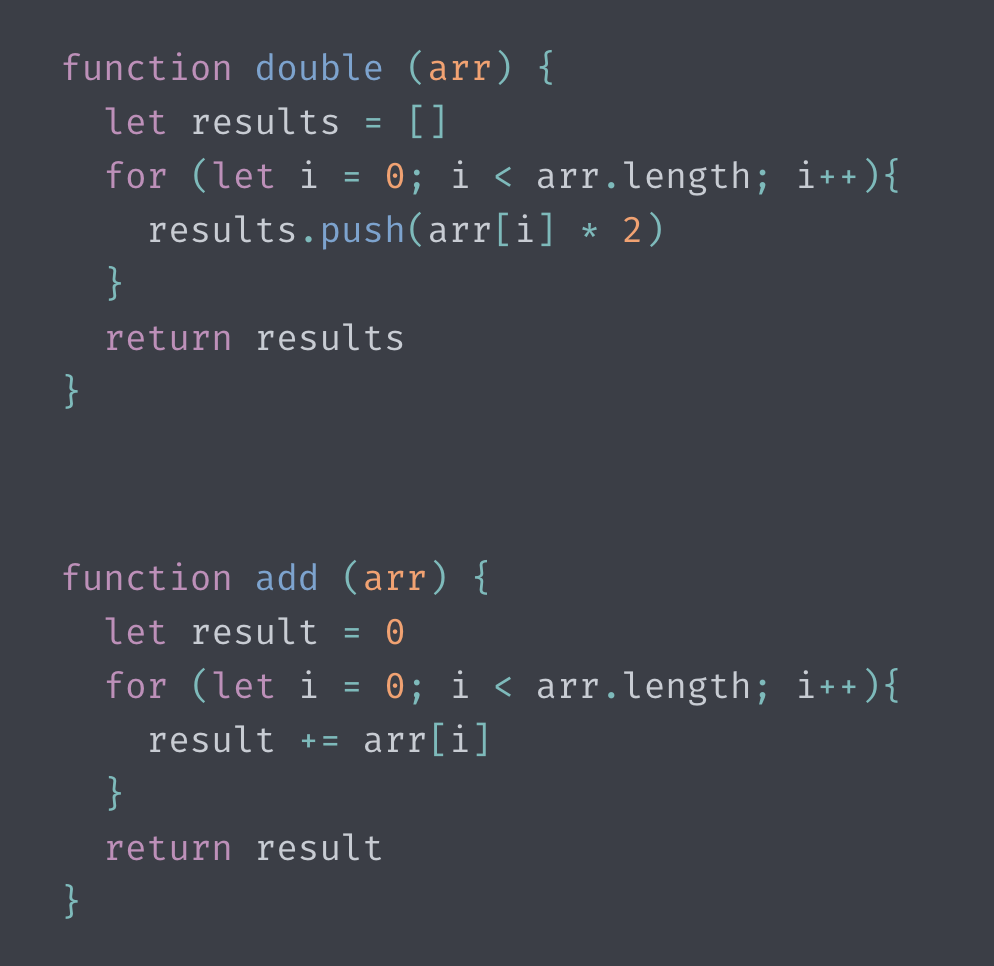 function double (arr) {
  let results = []
  for (let i = 0; i < arr.length; i++){
    results.push(arr[i] * 2)
  }
  return results
}
function add (arr) {
  let result = 0
  for (let i = 0; i < arr.length; i++){
    result += arr[i]
  }
  return result
}